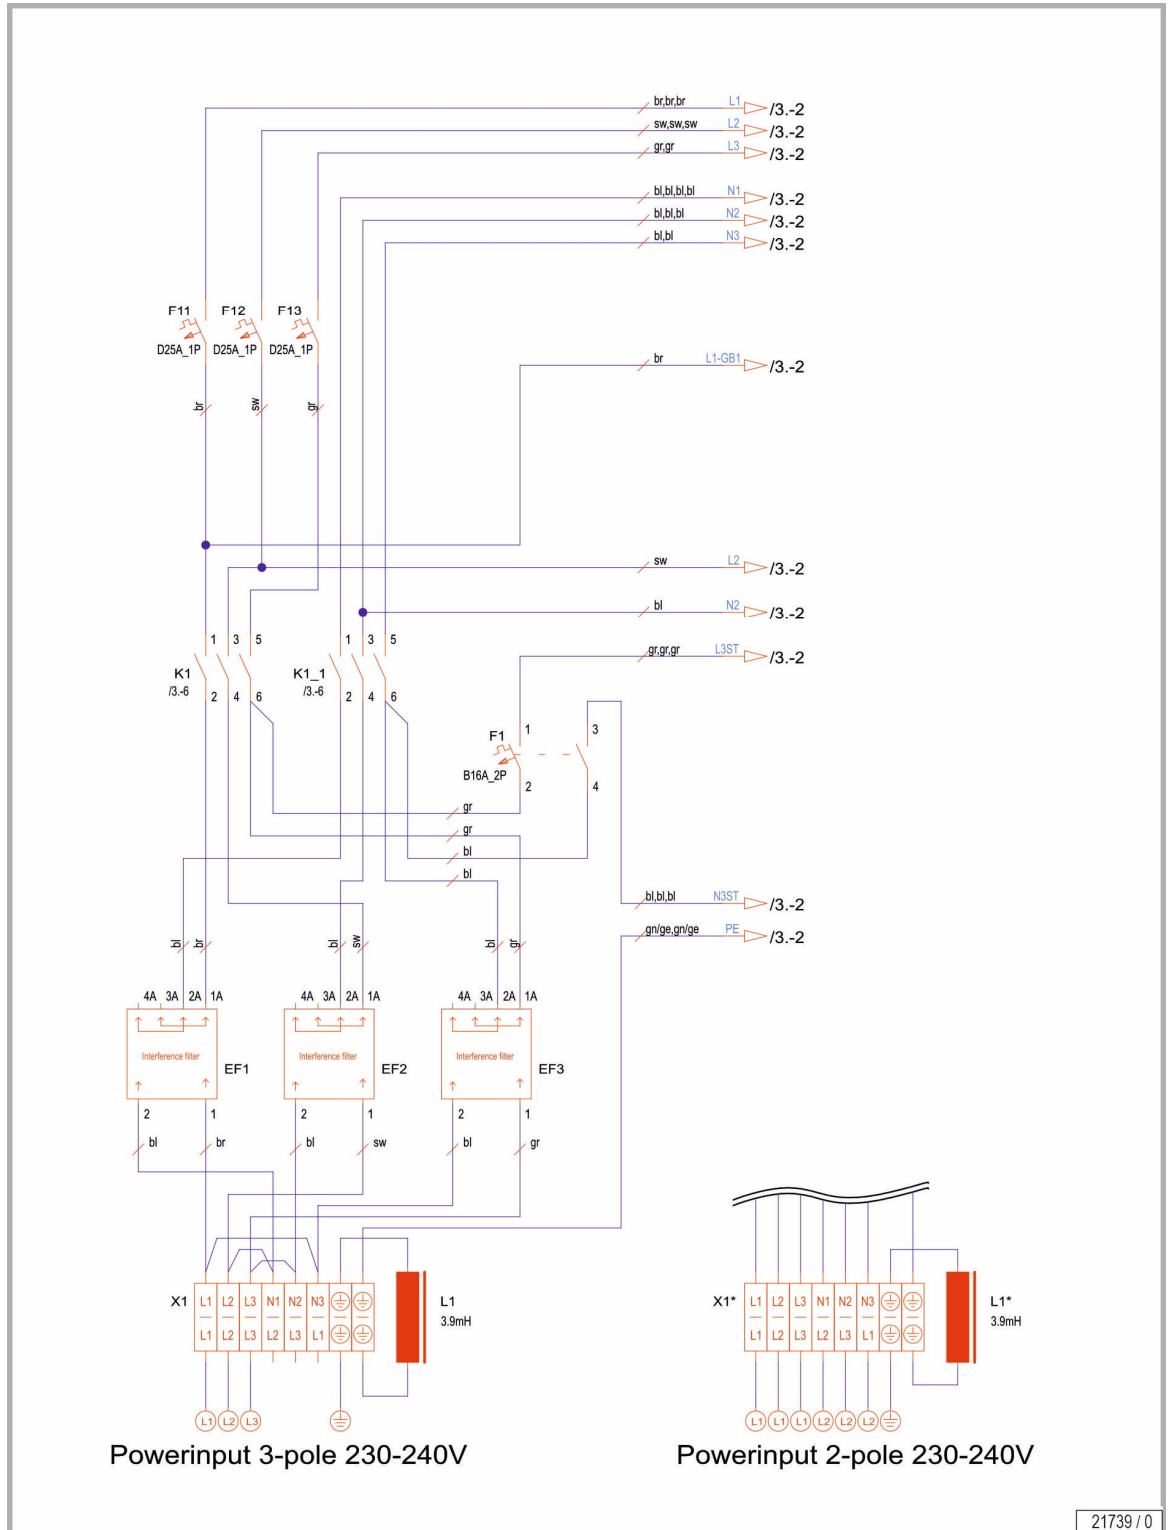 br,br,br L1 /3.-2
sw,sw,sw L2 /3.-2
gr,gr L3 /3.-2
bl,bl,bl,bl N1 /3.-2
bl,bl,bl N2 /3.-2
bl,bl N3 /3.-2
F11 F12 F13
D25A_1P D25A_1P D25A_1P
br L1-GB1 /3.-2
br sw gr
sw L2 /3.-2
bl N2 /3.-2
1 3 5 1 3 5
gr,gr,gr L3ST /3.-2
K1 K1_1
/3.-6 /3.-6
2 4 6 2 4 6
1 3
F1
B16A_2P
2 4
gr
gr
bl
bl
bl,bl,bl N3ST /3.-2
gn/ge,gn/ge PE /3.-2
bl br bl sw bl gr
4A 3A 2A 1A 4A 3A 2A 1A 4A 3A 2A 1A
Interference filter Interference filter Interference filter
EF1 EF2 EF3
2 1 2 1 2 1
bl br bl sw bl gr
X1 L1 L2 L3 N1 N2 N3 L1
3.9mH
L1 L2 L3 L2 L3 L1
L1 L2 L3
Powerinput 3-pole 230-240V
X1* L1 L2 L3 N1 N2 N3 L1*
3.9mH
L1 L2 L3 L2 L3 L1
L1 L1 L1 L2 L2 L2
Powerinput 2-pole 230-240V
21739 / 0